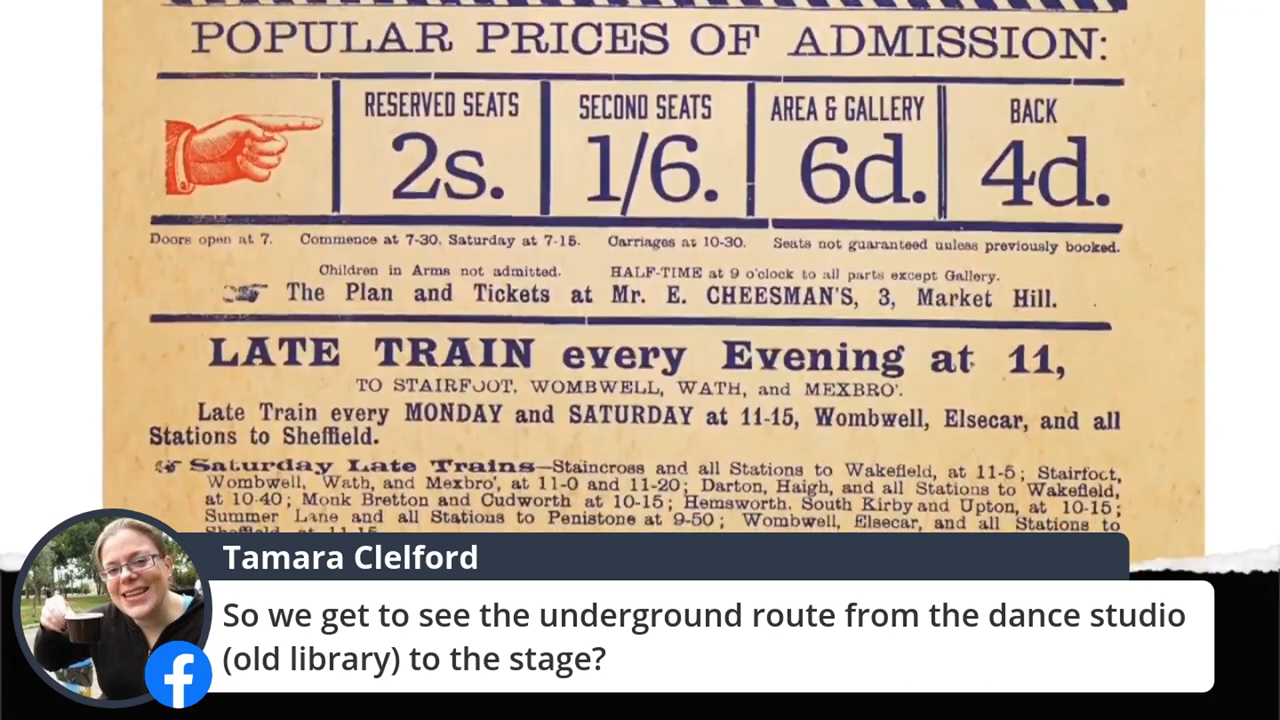 POPULAR PRICES OF ADMISSION:
RESERVED SEATS
2s.
SECOND SEATS
1/6.
AREA & GALLERY
6d.
BACK
4d.
Doors open at 7. Commence at 7-30, Saturday at 7-15. Carriages at 10-30. Seats not guaranteed unless previously booked.
Children in Arms not admitted. HALF-TIME at 9 o'clock to all parts except Gallery.
The Plan and Tickets at Mr. E. CHEESMAN'S, 3, Market Hill.
LATE TRAIN every Evening at 11,
TO STAIRFOOT, WOMBWELL, WATH, and MEXBRO'.
Late Train every MONDAY and SATURDAY at 11-15, Wombwell, Elsecar, and all
Stations to Sheffield.
Saturday Late Trains—Staincross and all Stations to Wakefield, at 11-5; Stairfoot,
Wombwell, Wath, and Mexbro', at 11-0 and 11-20; Darton, Haigh, and all Stations to Wakefield,
at 10-40; Monk Bretton and Cudworth at 10-15; Hemsworth, South Kirby and Upton, at 10-15;
Summer Lane and all Stations to Penistone at 9-50; Wombwell, Elsecar, and all Stations to
Tamara Clelford
So we get to see the underground route from the dance studio
(old library) to the stage?